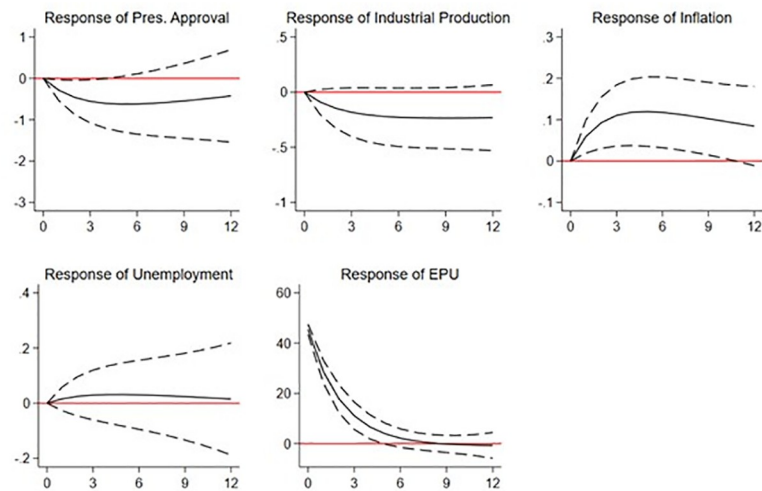 Response of Pres. Approval
1
0
-1
-2
-3
0 3 6 9 12
Response of Industrial Production
.5
0
-.5
-1
0 3 6 9 12
Response of Inflation
.3
.2
.1
0
-.1
0 3 6 9 12
Response of Unemployment
.4
.2
0
-.2
0 3 6 9 12
Response of EPU
60
40
20
0
0 3 6 9 12